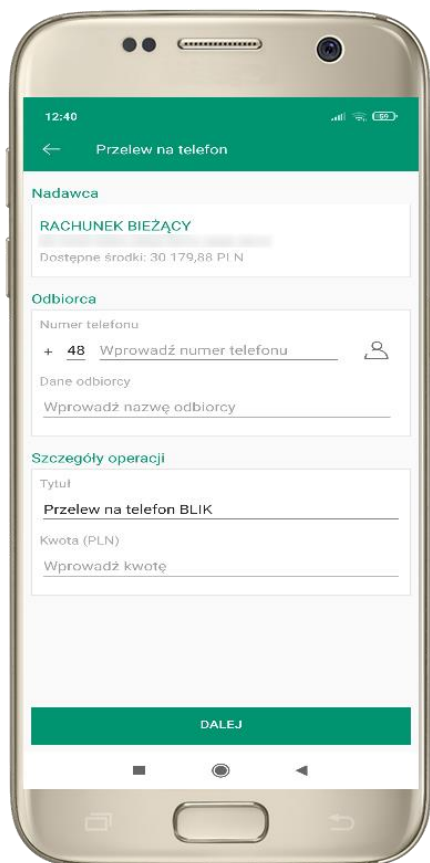 12:40
59
Przelew na telefon
Nadawca
RACHUNEK BIEŻĄCY
Dostępne środki: 30 179,88 PLN
Odbiorca
Numer telefonu
+ 48 Wprowadź numer telefonu
Dane odbiorcy
Wprowadź nazwę odbiorcy
Szczegóły operacji
Tytuł
Przelew na telefon BLIK
Kwota (PLN)
Wprowadź kwotę
DALEJ